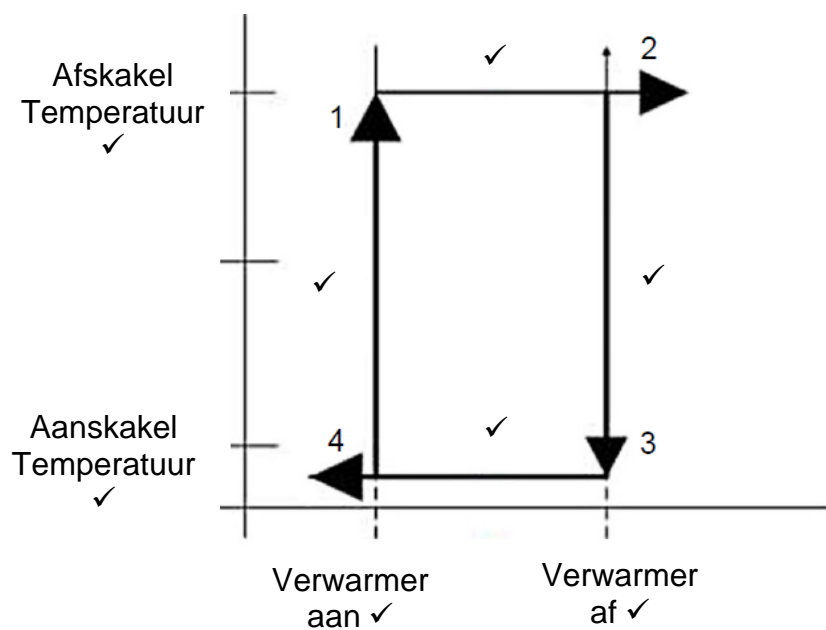 ✓
2
Afskakel
Temperatuur
✓
1
✓
✓
Aanskakel
Temperatuur
✓
4
✓
3
Verwarmer
aan ✓
Verwarmer
af ✓